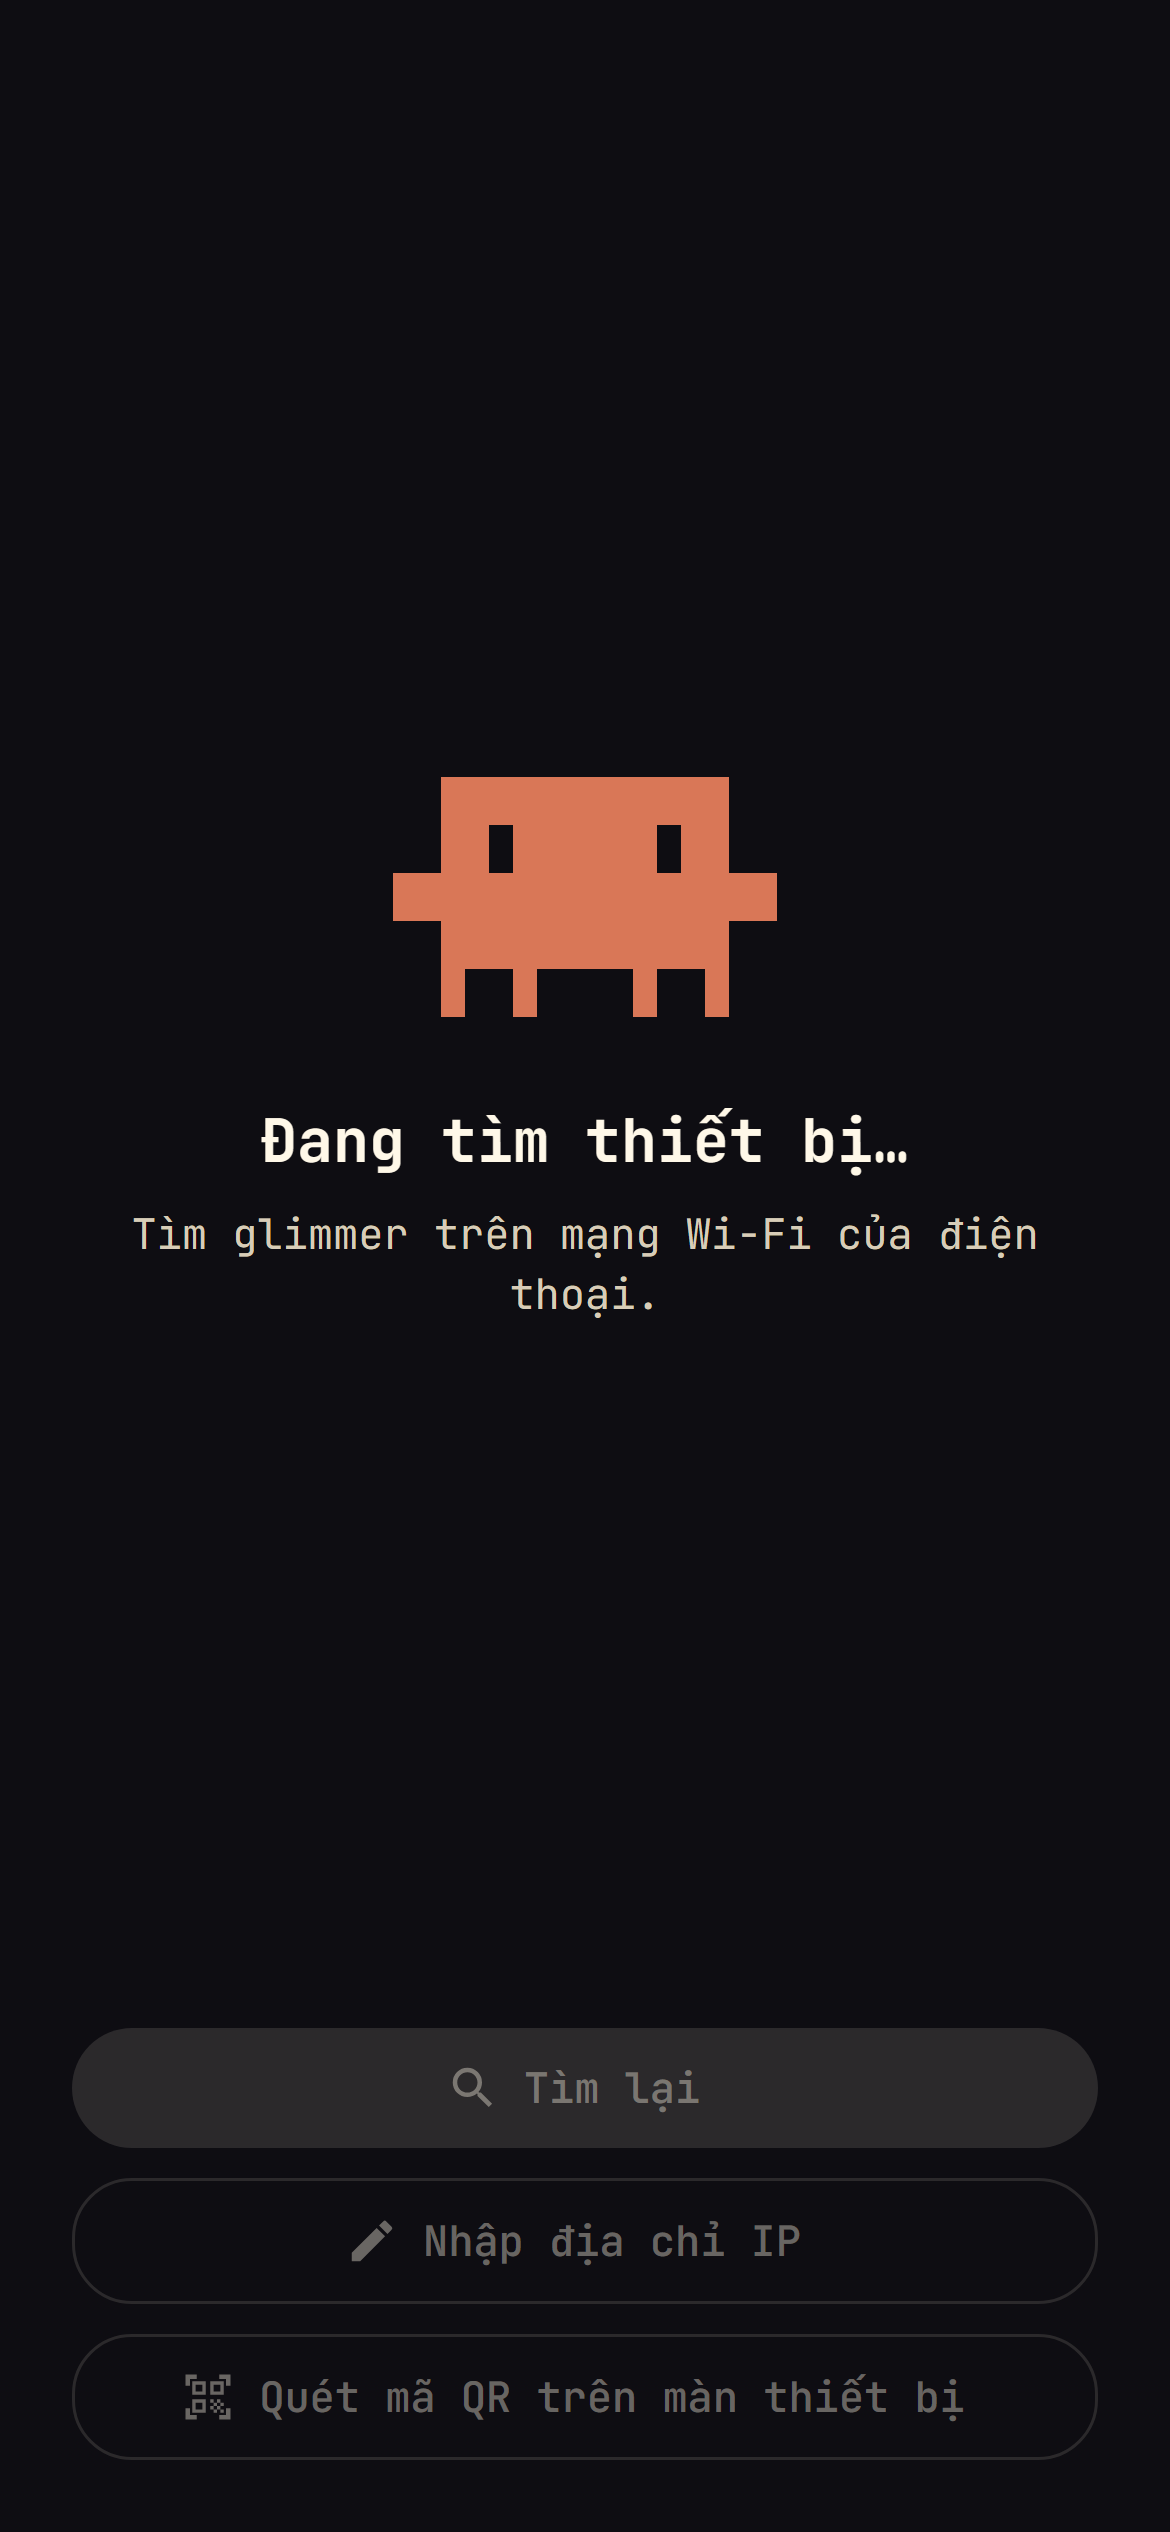 Đang tìm thiết bị…
Tìm glimmer trên mạng Wi-Fi của điện
thoại.
Tìm lại
Nhập địa chỉ IP
Quét mã QR trên màn thiết bị